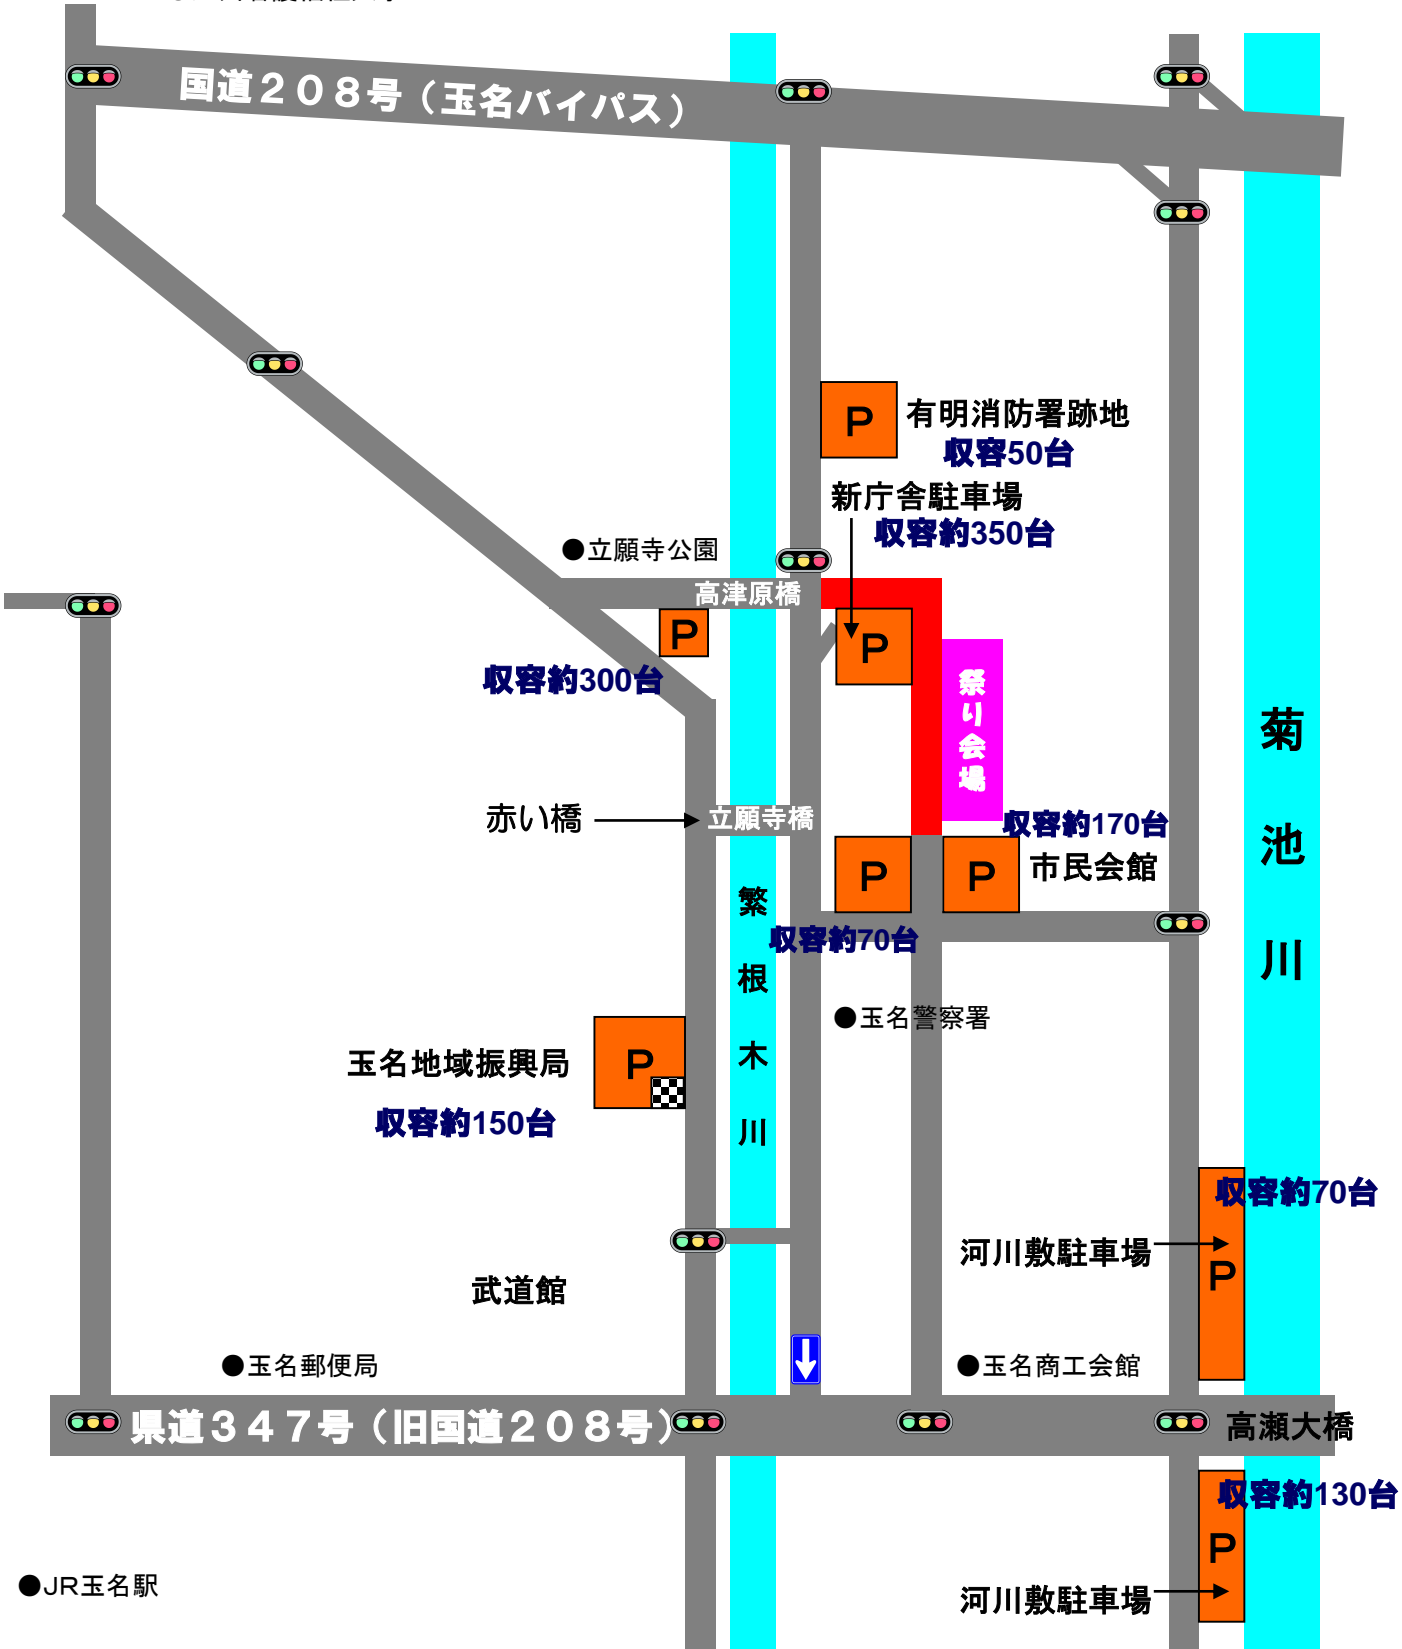 国道２０８号（玉名バイパス）
P
有明消防署跡地
収容50台
新庁舎駐車場
収容約350台
●立願寺公園
高津原橋
P
P
収容約300台
祭り会場
菊池川
赤い橋
立願寺橋
収容約170台
P
P
市民会館
繁根木川
収容約70台
●玉名警察署
P
玉名地域振興局
収容約150台
収容約70台
河川敷駐車場
P
武道館
●玉名郵便局
●玉名商工会館
県道３４７号（旧国道２０８号）
高瀬大橋
収容約130台
P
●JR玉名駅
河川敷駐車場